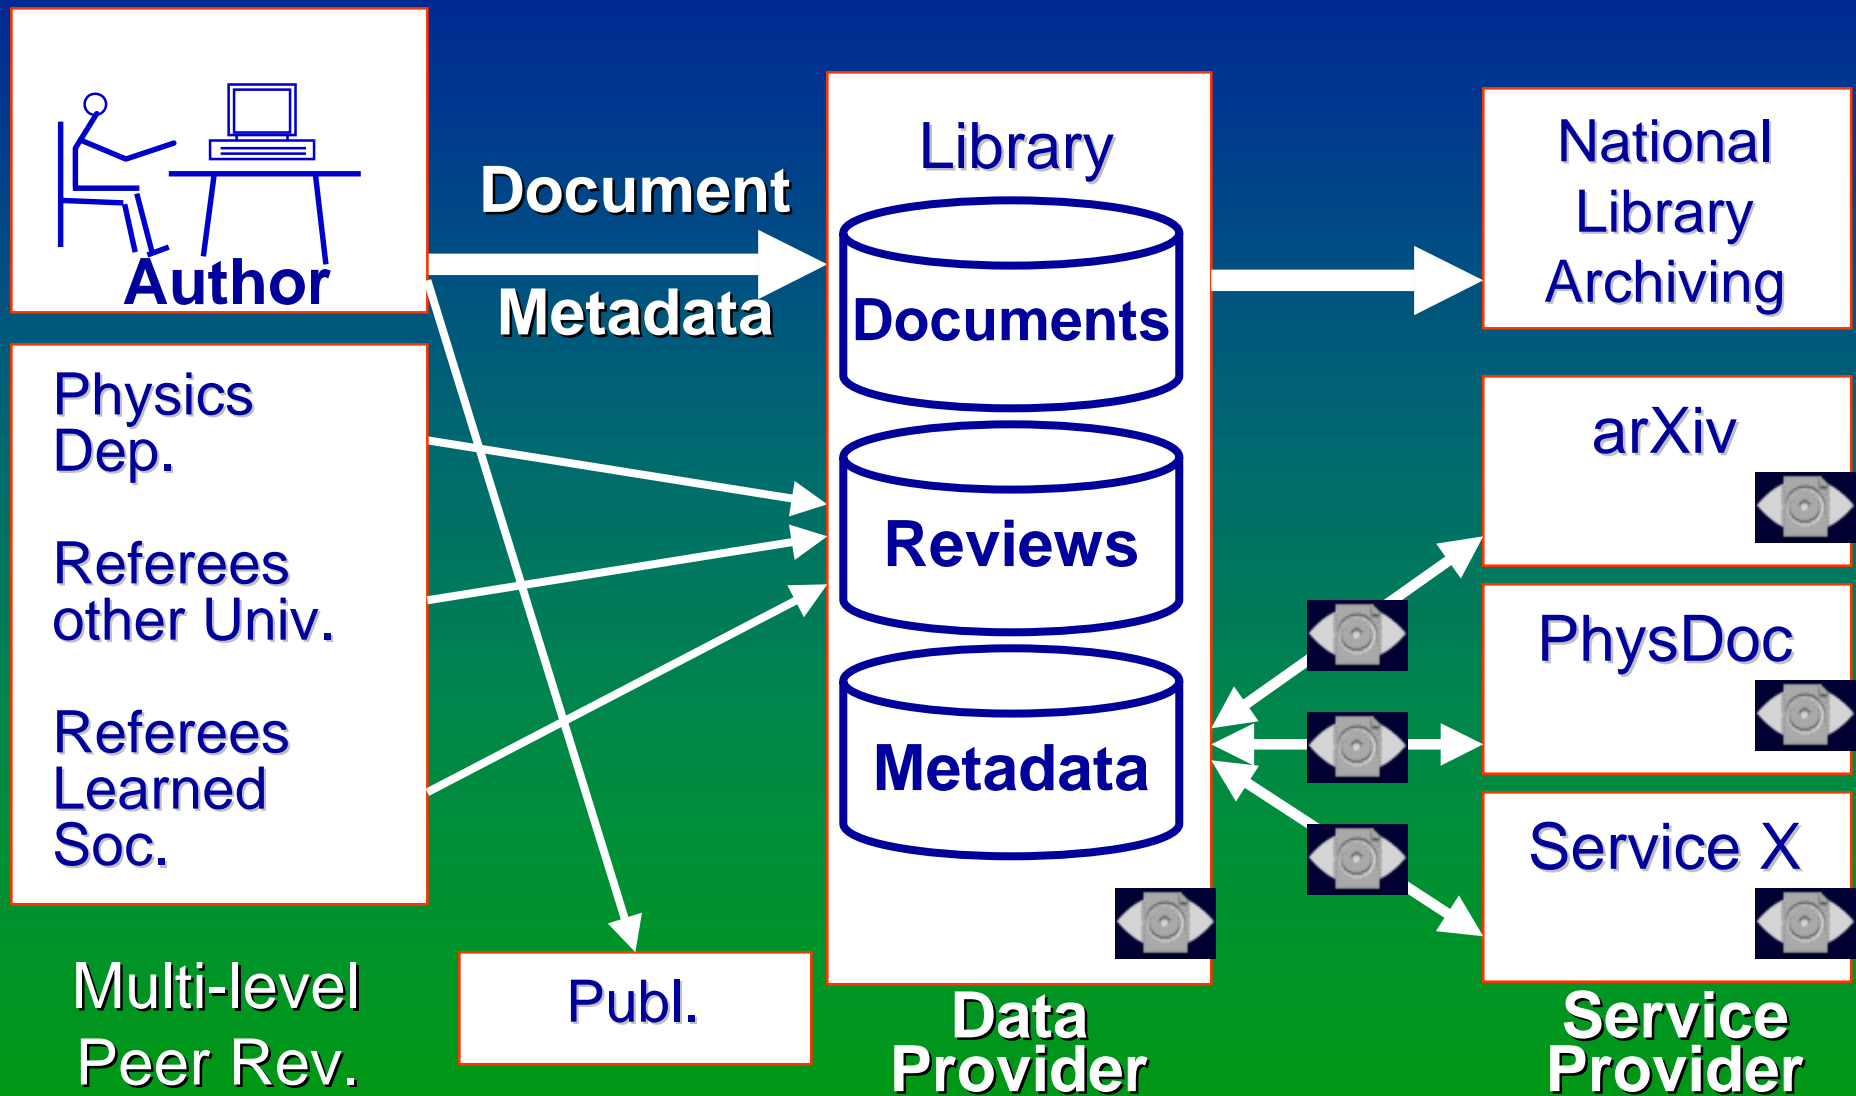 Author
Physics
Dep.
Referees
other Univ.
Referees
Learned
Soc.
Multi-level
Peer Rev.
Document
Metadata
Publ.
Library
Documents
Reviews
Metadata
Data
Provider
National
Library
Archiving
arXiv
PhysDoc
Service X
Service
Provider